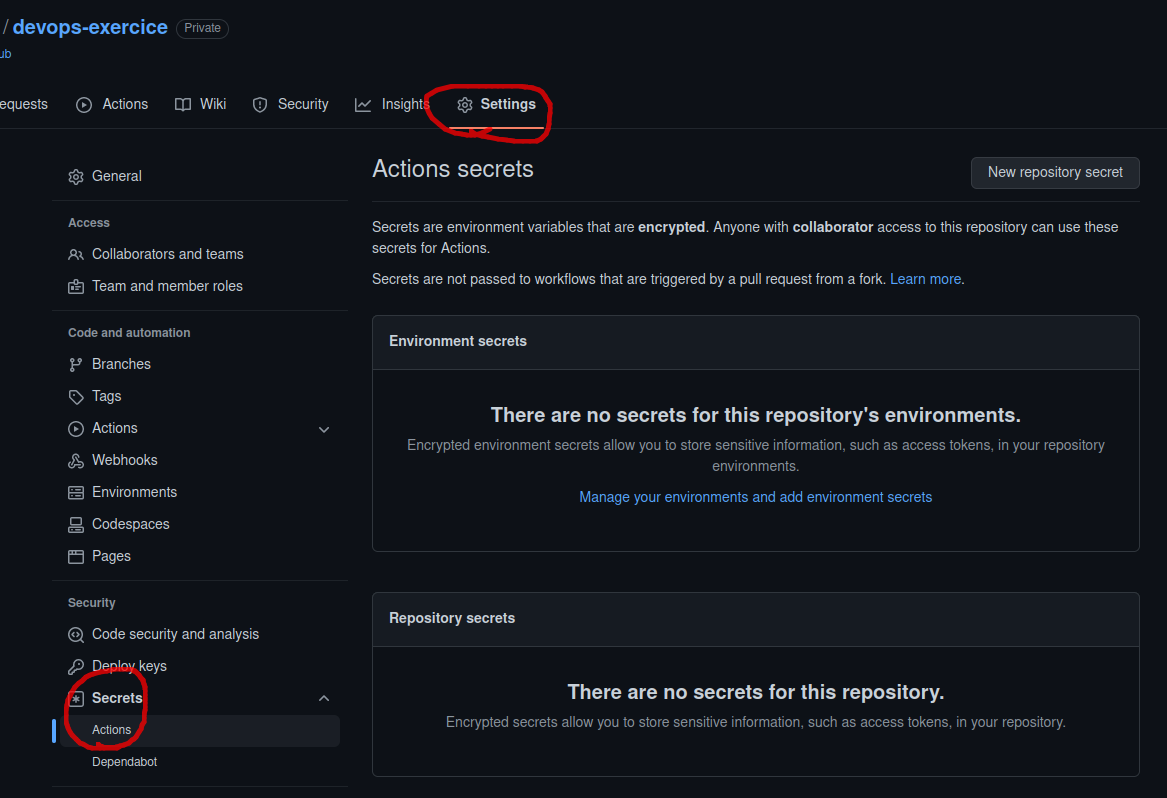 / devops-exercice Private
ub
equests Actions Wiki Security Insights Settings
General
Access
Collaborators and teams
Team and member roles
Code and automation
Branches
Tags
Actions
Webhooks
Environments
Codespaces
Pages
Security
Code security and analysis
Deploy keys
Secrets
Actions
Dependabot
Actions secrets
New repository secret
Secrets are environment variables that are encrypted. Anyone with collaborator access to this repository can use these
secrets for Actions.
Secrets are not passed to workflows that are triggered by a pull request from a fork. Learn more.
Environment secrets
There are no secrets for this repository's environments.
Encrypted environment secrets allow you to store sensitive information, such as access tokens, in your repository
environments.
Manage your environments and add environment secrets
Repository secrets
There are no secrets for this repository.
Encrypted secrets allow you to store sensitive information, such as access tokens, in your repository.